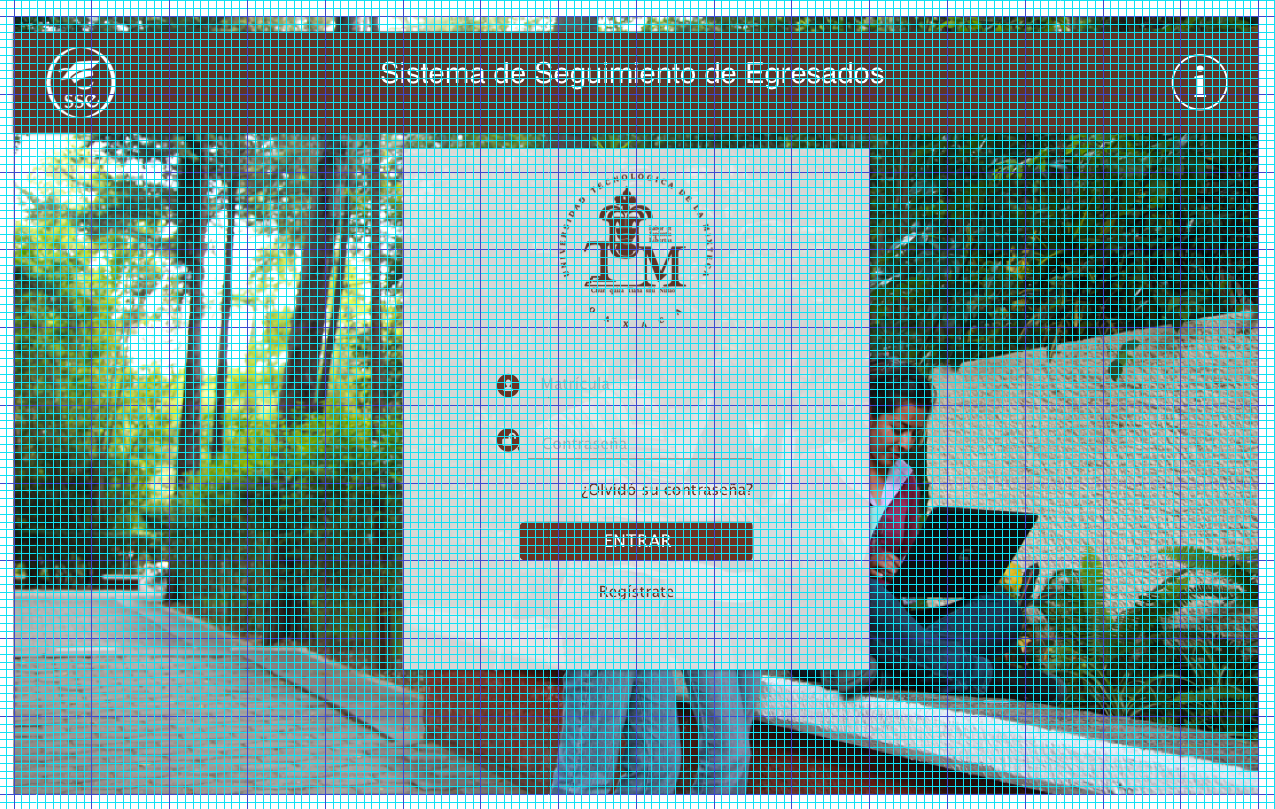 Sistema de Seguimiento de Egresados
sse
i
UNIVERSIDAD TECNOLÓGICA DE LA MIXTECA
UTM
OAXACA
Matrícula
Contraseña
¿Olvidó su contraseña?
ENTRAR
Regístrate